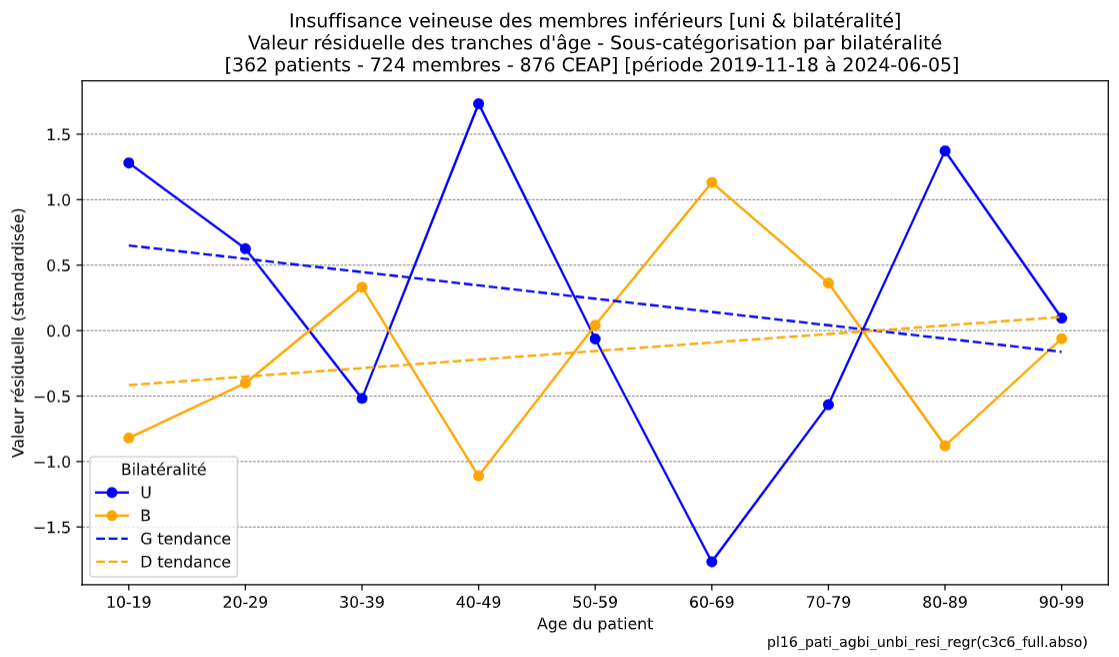 Insuffisance veineuse des membres inférieurs [uni & bilatéralité]
Valeur résiduelle des tranches d'âge - Sous-catégorisation par bilatéralité
[362 patients - 724 membres - 876 CEAP] [période 2019-11-18 à 2024-06-05]
Valeur résiduelle (standardisée)
1.5
1.0
0.5
0.0
−0.5
−1.0
−1.5
Bilatéralité
U
B
G tendance
D tendance
10-19 20-29 30-39 40-49 50-59 60-69 70-79 80-89 90-99
Age du patient
pl16_pati_agbi_unbi_resi_regr(c3c6_full.abso)